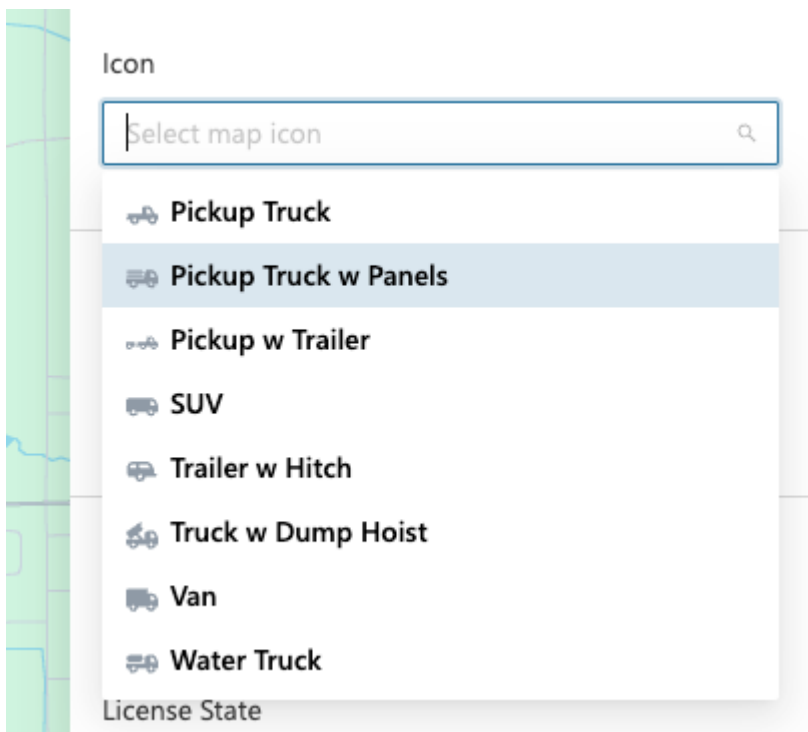 Icon
Select map icon
Pickup Truck
Pickup Truck w Panels
Pickup w Trailer
SUV
Trailer w Hitch
Truck w Dump Hoist
Van
Water Truck
License State